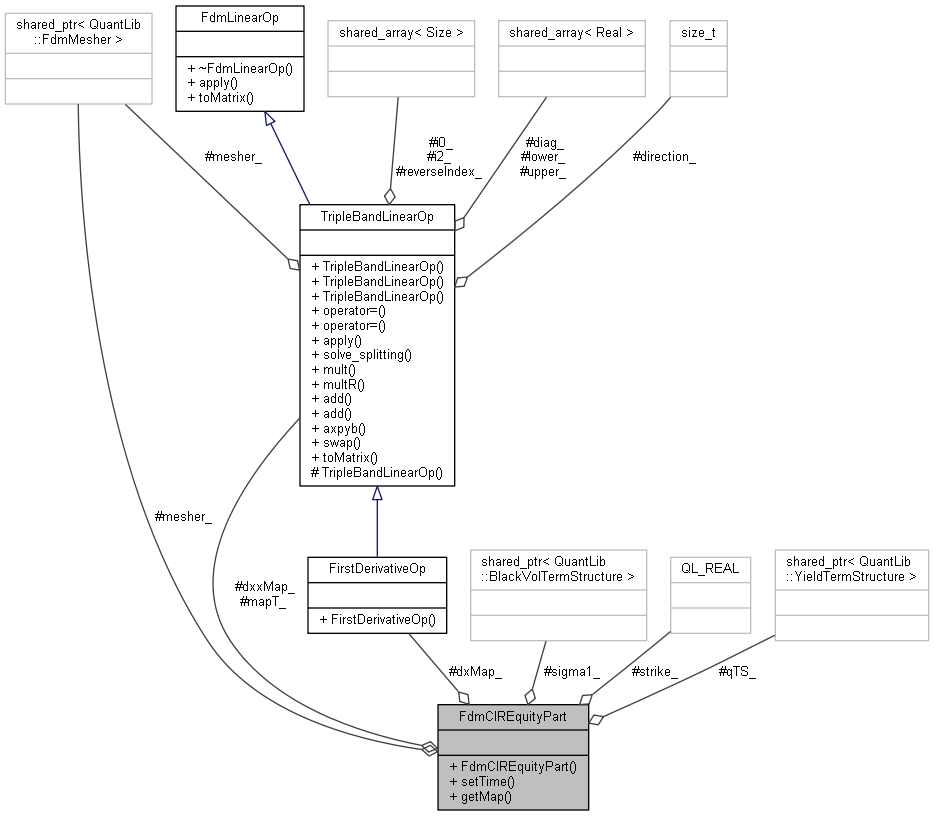 shared_ptr< QuantLib
::FdmMesher >
FdmLinearOp
+ ~FdmLinearOp()
+ apply()
+ toMatrix()
shared_array< Size >
shared_array< Real >
size_t
#mesher_
#i0_
#i2_
#reverseIndex_
#diag_
#lower_
#upper_
#direction_
TripleBandLinearOp
+ TripleBandLinearOp()
+ TripleBandLinearOp()
+ TripleBandLinearOp()
+ operator=()
+ operator=()
+ apply()
+ solve_splitting()
+ mult()
+ multR()
+ add()
+ add()
+ axpyb()
+ swap()
+ toMatrix()
# TripleBandLinearOp()
#mesher_
#dxxMap_
#mapT_
FirstDerivativeOp
+ FirstDerivativeOp()
shared_ptr< QuantLib
::BlackVolTermStructure >
QL_REAL
shared_ptr< QuantLib
::YieldTermStructure >
#dxMap_
#sigma1_
#strike_
#qTS_
FdmCIREquityPart
+ FdmCIREquityPart()
+ setTime()
+ getMap()